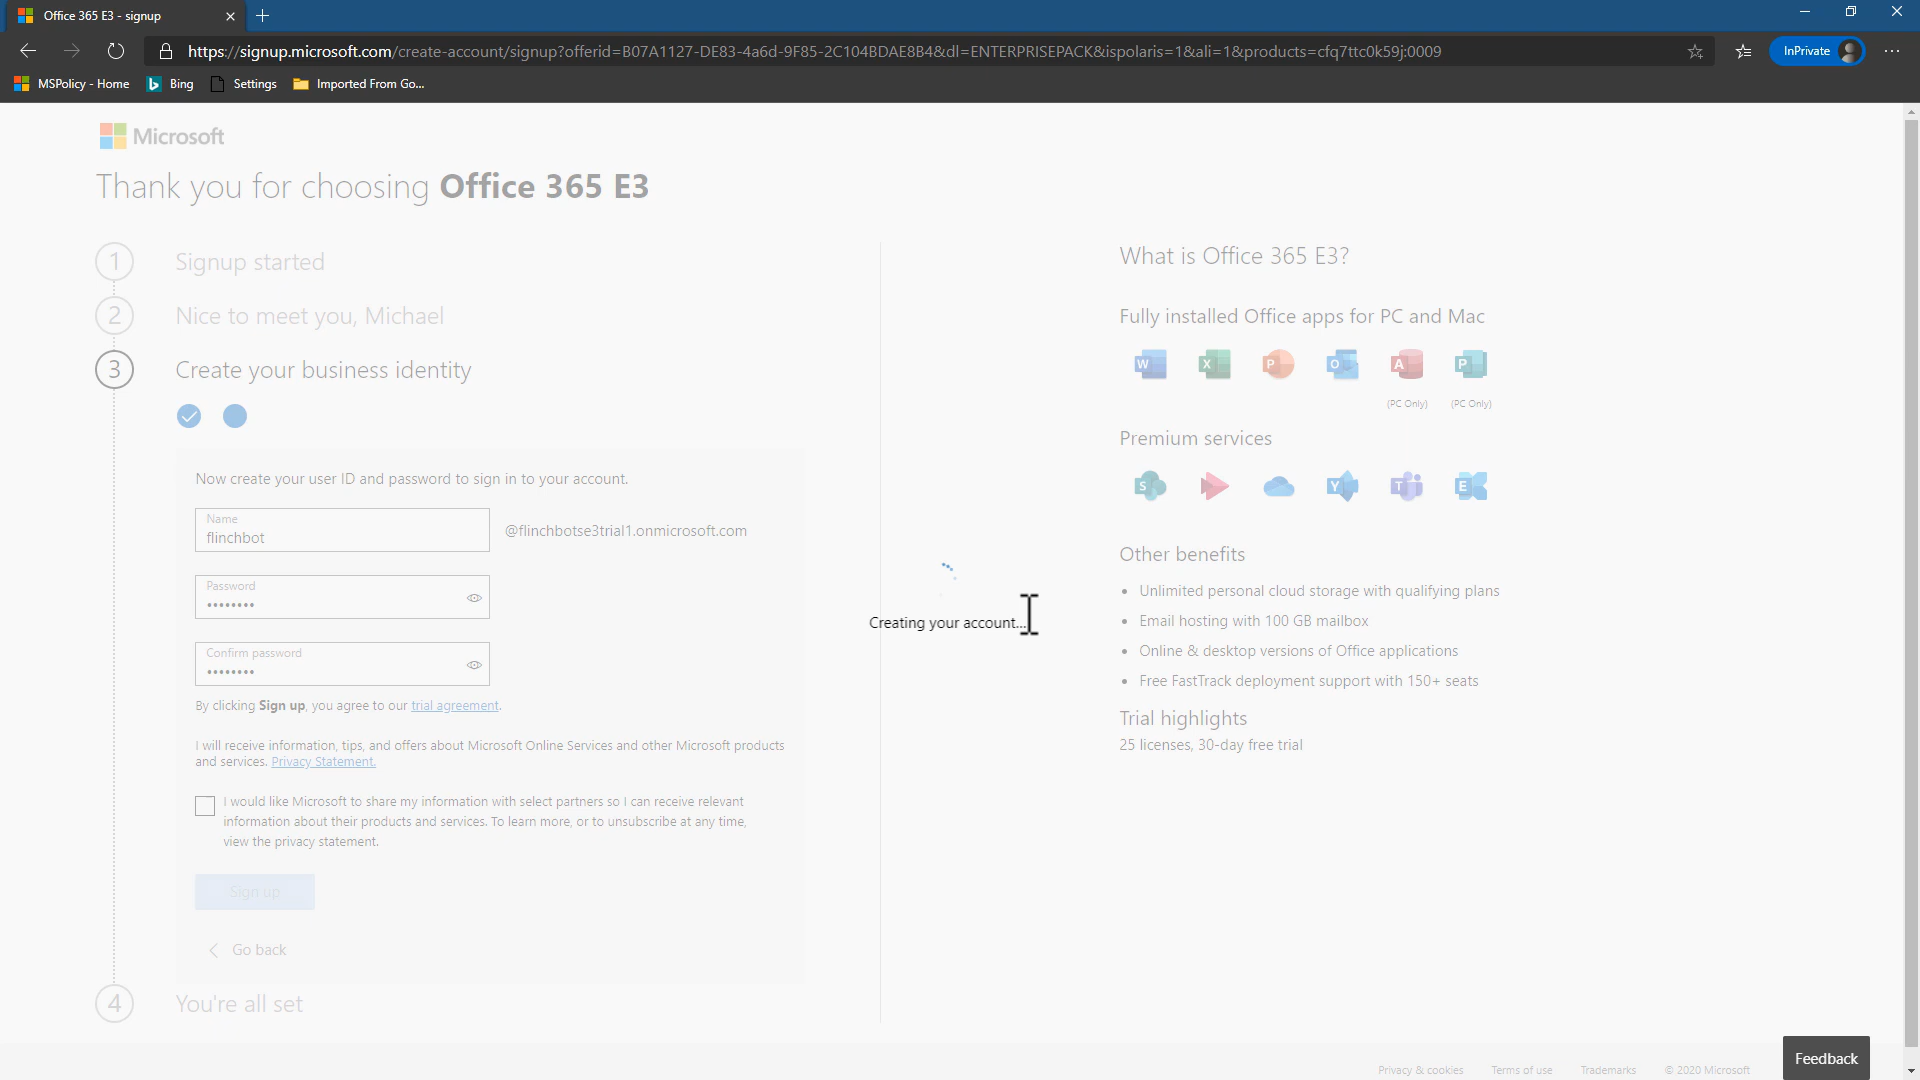 Office 365 E3 - signup
https://signup.microsoft.com/create-account/signup?offerid=B07A1127-DE83-4a6d-9F85-2C104BDAE8B4&dl=ENTERPRISEPACK&ispolaris=1&ali=1&products=cfq7ttc0k59j:0009
InPrivate
MSPolicy - Home
Bing
Settings
Imported From Go...
Microsoft
Thank you for choosing Office 365 E3
1 Signup started
2 Nice to meet you, Michael
3 Create your business identity
Now create your user ID and password to sign in to your account.
Name
flinchbot
@flinchbotse3trial1.onmicrosoft.com
Password
••••••••
Confirm password
••••••••
By clicking Sign up, you agree to our trial agreement.
I will receive information, tips, and offers about Microsoft Online Services and other Microsoft products
and services. Privacy Statement.
I would like Microsoft to share my information with select partners so I can receive relevant
information about their products and services. To learn more, or to unsubscribe at any time,
view the privacy statement.
Sign up
Go back
4 You're all set
Creating your account...
What is Office 365 E3?
Fully installed Office apps for PC and Mac
W X P O A P
(PC Only) (PC Only)
Premium services
S Y T E
Other benefits
• Unlimited personal cloud storage with qualifying plans
• Email hosting with 100 GB mailbox
• Online & desktop versions of Office applications
• Free FastTrack deployment support with 150+ seats
Trial highlights
25 licenses, 30-day free trial
Privacy & cookies Terms of use Trademarks © 2020 Microsoft
Feedback